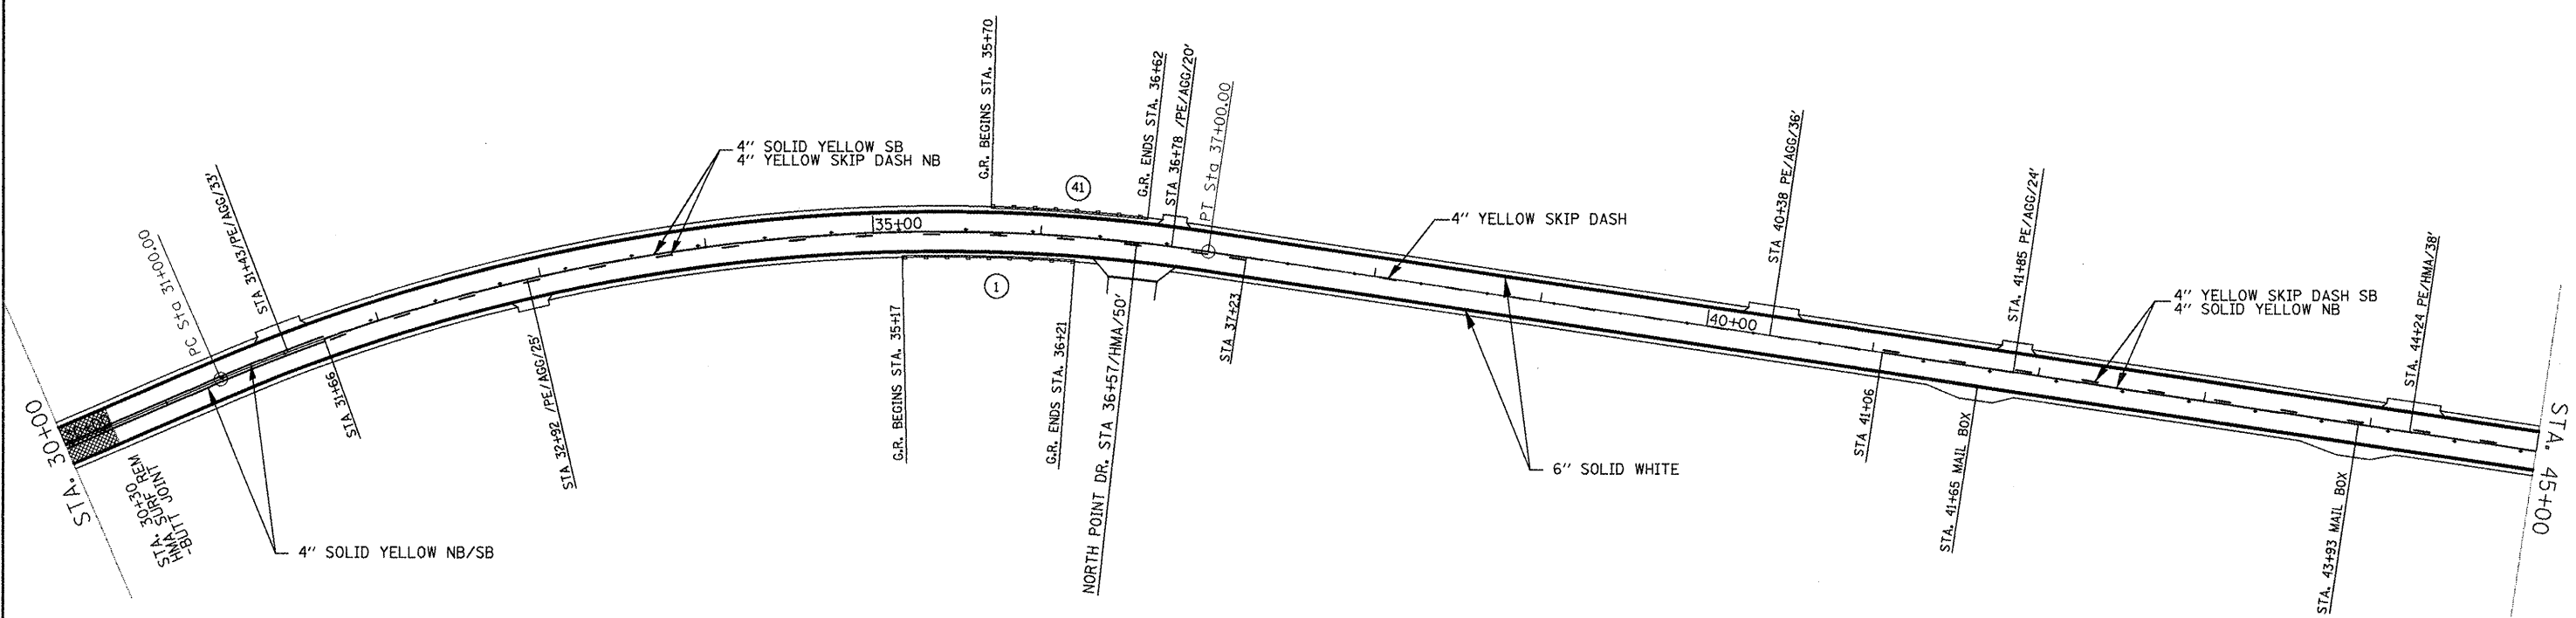 STA. 30+00
STA. 30+30
HMA SURF REM
-BUTT JOINT
PC Sta 31+00.00
STA 31+43/PE/AGG/33'
STA 31+66
4" SOLID YELLOW NB/SB
STA 32+92 /PE/AGG/25'
4" SOLID YELLOW SB
4" YELLOW SKIP DASH NB
35+00
G.R. BEGINS STA. 35+17
G.R. BEGINS STA. 35+70
41
1
G.R. ENDS STA. 36+21
G.R. ENDS STA. 36+62
NORTH POINT DR. STA 36+57/HMA/50'
STA 36+78 /PE/AGG/20'
PT Sta 37+00.00
STA 37+23
4" YELLOW SKIP DASH
6" SOLID WHITE
40+00
STA 40+38 PE/AGG/36'
STA 41+06
STA. 41+65 MAIL BOX
STA. 41+85 PE/AGG/24'
4" YELLOW SKIP DASH SB
4" SOLID YELLOW NB
STA. 43+93 MAIL BOX
STA. 44+24 PE/HMA/38'
STA. 45+00